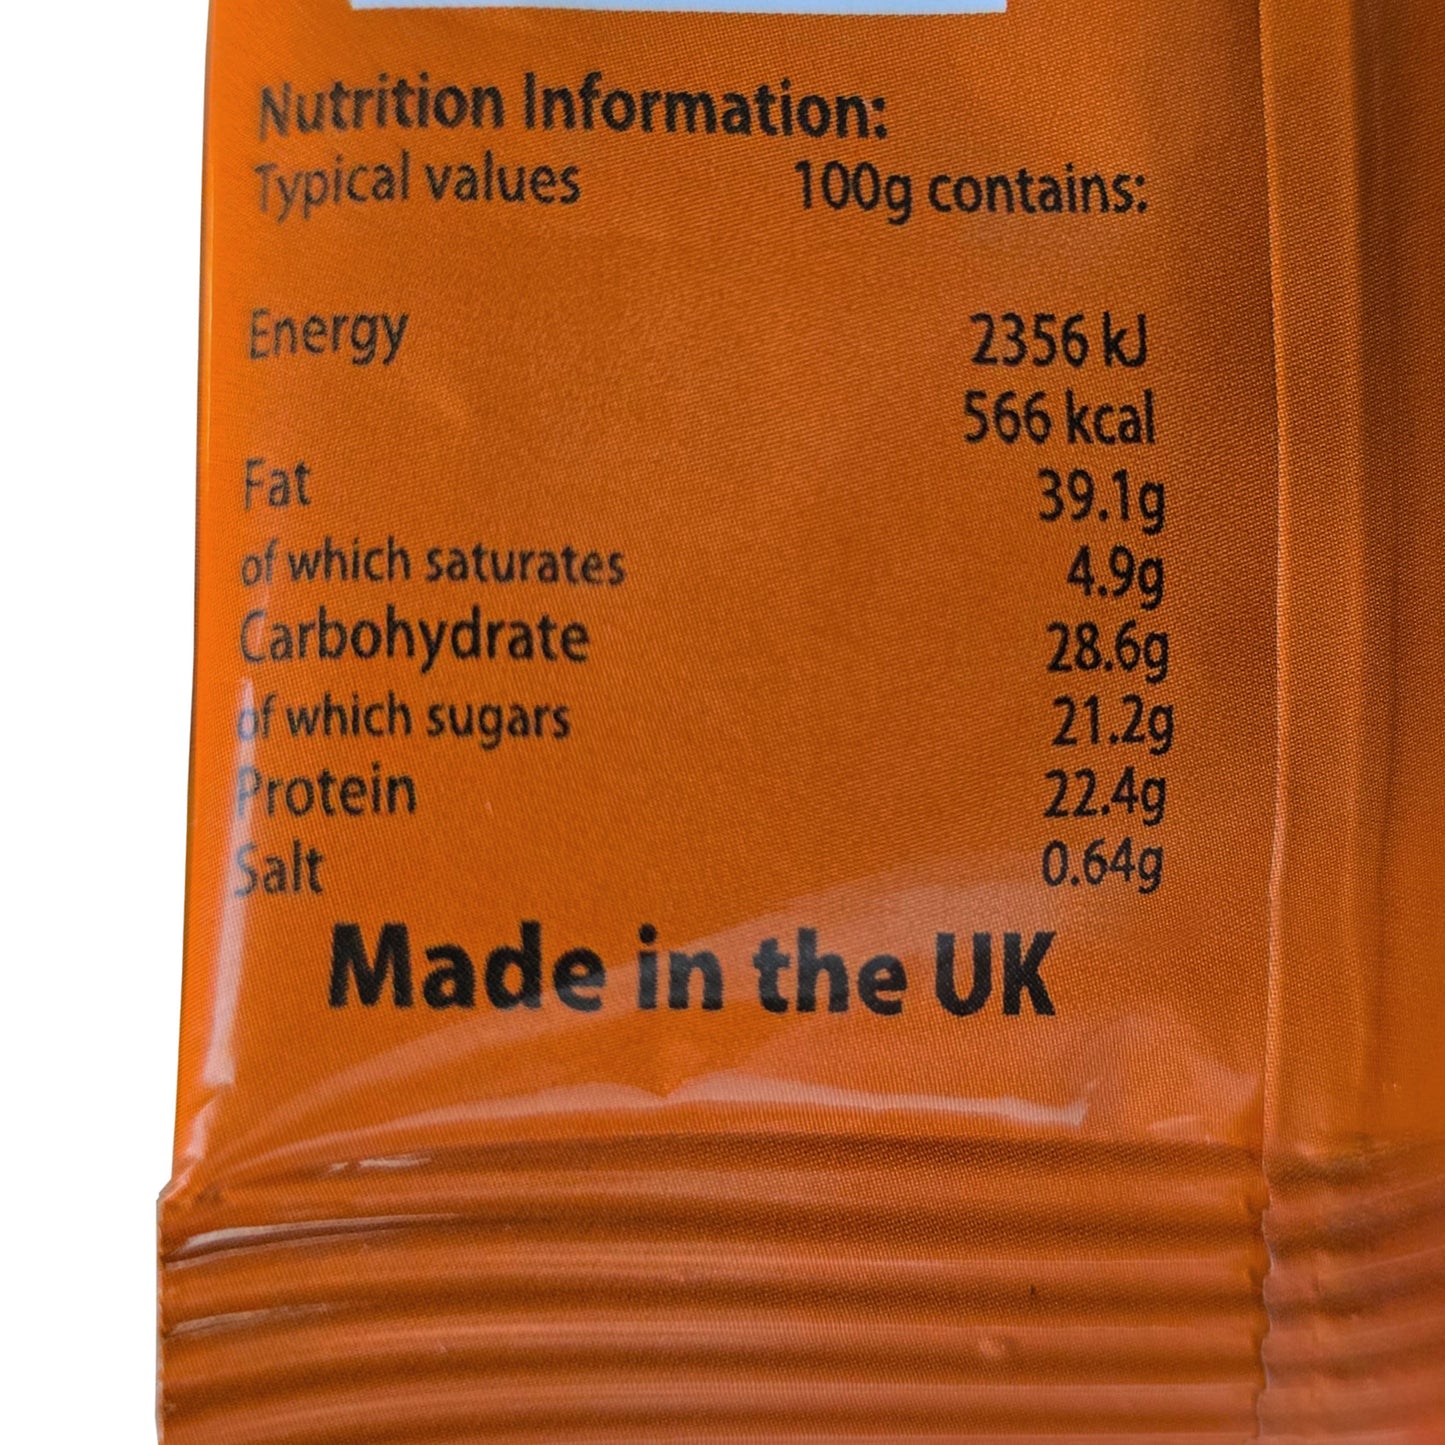 Nutrition Information:
Typical values 100g contains:
Energy 2356 kJ
566 kcal
Fat 39.1g
of which saturates 4.9g
Carbohydrate 28.6g
of which sugars 21.2g
Protein 22.4g
Salt 0.64g
Made in the UK